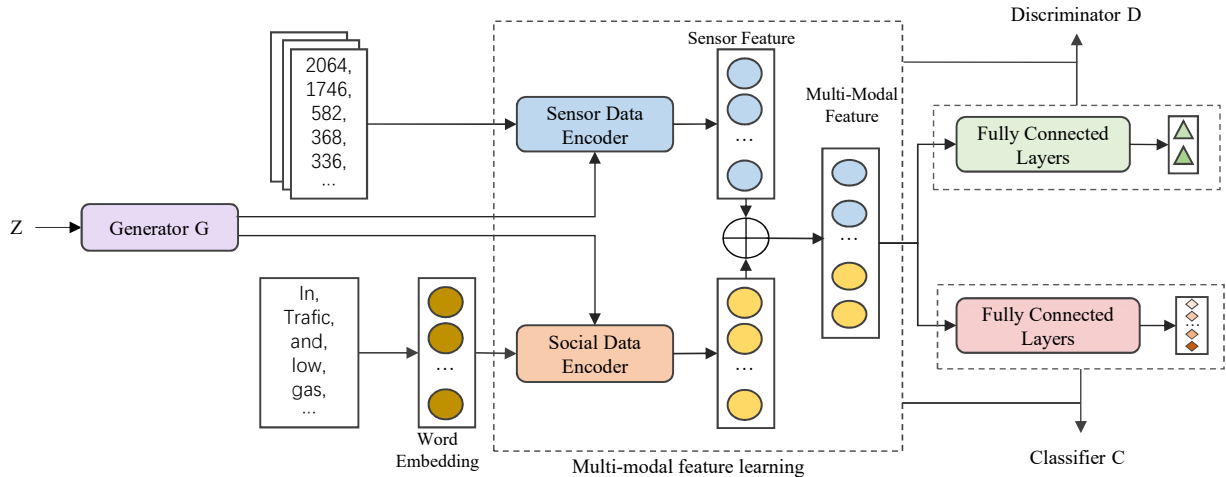 Discriminator D
2064,
1746,
582,
368,
336,
...
Sensor Feature
...
Sensor Data
Encoder
Multi-Modal
Feature
...
Fully Connected
Layers
Z
Generator G
In,
Trafic,
and,
low,
gas,
...
...
Word
Embedding
Social Data
Encoder
...
Fully Connected
Layers
...
Multi-modal feature learning
Classifier C